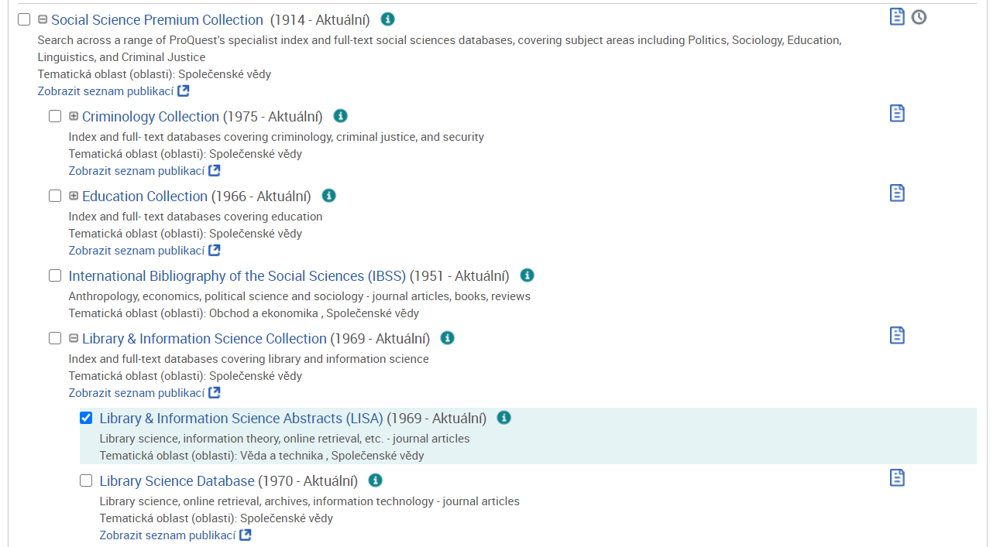 Social Science Premium Collection (1914 - Aktuální)
Search across a range of ProQuest’s specialist index and full-text social sciences databases, covering subject areas including Politics, Sociology, Education,
Linguistics, and Criminal Justice
Tematická oblast (oblasti): Společenské vědy
Zobrazit seznam publikací
Criminology Collection (1975 - Aktuální)
Index and full- text databases covering criminology, criminal justice, and security
Tematická oblast (oblasti): Společenské vědy
Zobrazit seznam publikací
Education Collection (1966 - Aktuální)
Index and full- text databases covering education
Tematická oblast (oblasti): Společenské vědy
Zobrazit seznam publikací
International Bibliography of the Social Sciences (IBSS) (1951 - Aktuální)
Anthropology, economics, political science and sociology - journal articles, books, reviews
Tematická oblast (oblasti): Obchod a ekonomika , Společenské vědy
Library & Information Science Collection (1969 - Aktuální)
Index and full-text databases covering library and information science
Tematická oblast (oblasti): Společenské vědy
Zobrazit seznam publikací
Library & Information Science Abstracts (LISA) (1969 - Aktuální)
Library science, information theory, online retrieval, etc. - journal articles
Tematická oblast (oblasti): Věda a technika , Společenské vědy
Library Science Database (1970 - Aktuální)
Library science, online retrieval, archives, information technology - journal articles
Tematická oblast (oblasti): Společenské vědy
Zobrazit seznam publikací